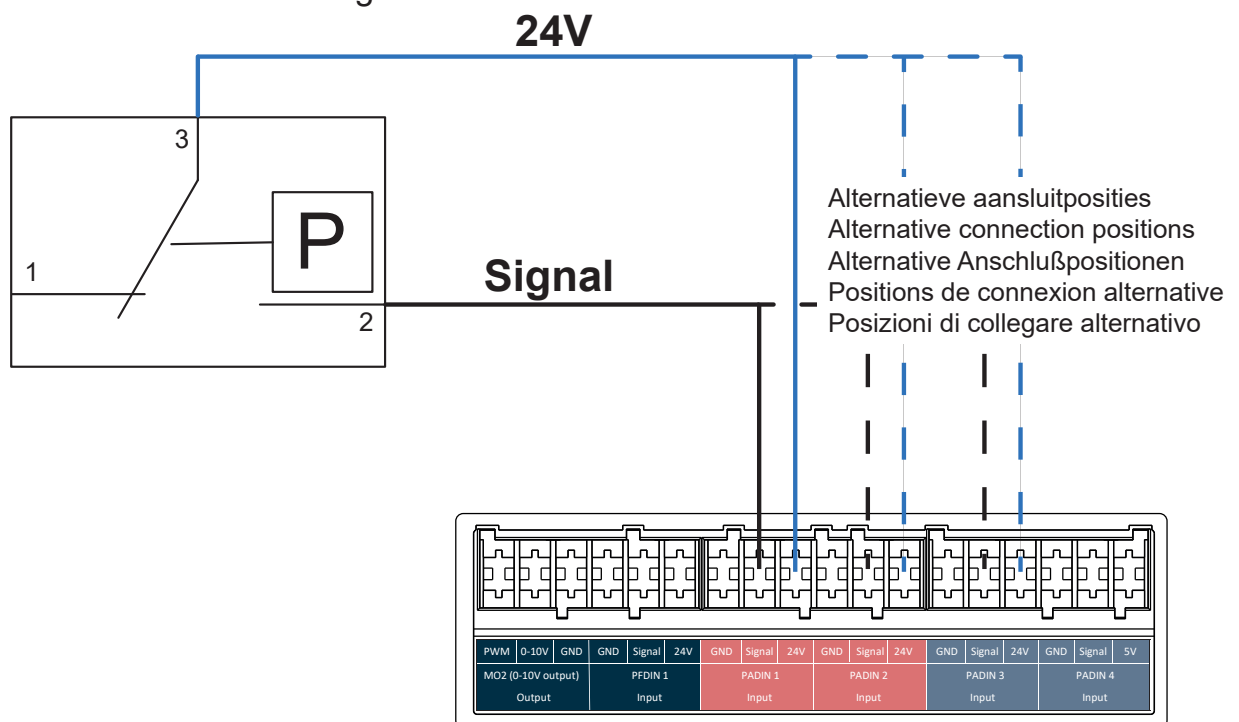 24V
3
P
1
Signal
2
Alternatieve aansluitposities
Alternative connection positions
Alternative Anschlußpositionen
Positions de connexion alternative
Posizioni di collegare alternativo
PWM 0-10V GND GND Signal 24V GND Signal 24V GND Signal 24V GND Signal 24V GND Signal 5V
MO2 (0-10V output) PFDIN 1 PADIN 1 PADIN 2 PADIN 3 PADIN 4
Output Input Input Input Input Input